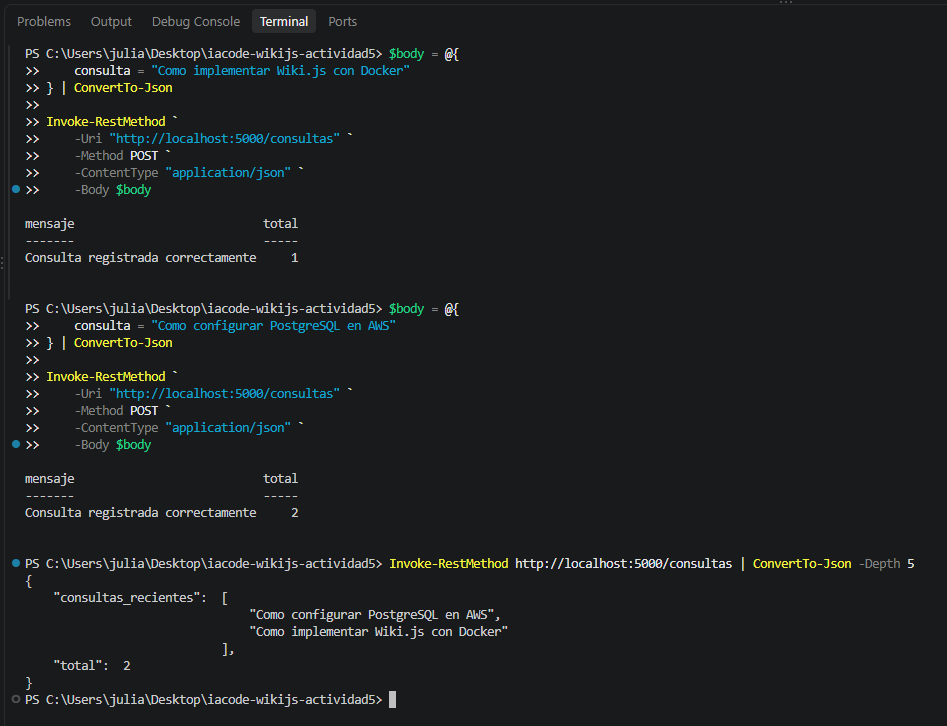 Problems Output Debug Console Terminal Ports
PS C:\Users\julia\Desktop\iacode-wikijs-actividad5> $body = @{
>>     consulta = "Como implementar Wiki.js con Docker"
>> } | ConvertTo-Json
>>
>> Invoke-RestMethod `
>>     -Uri "http://localhost:5000/consultas" `
>>     -Method POST `
>>     -ContentType "application/json" `
>>     -Body $body
mensaje                           total
-------                           -----
Consulta registrada correctamente     1
PS C:\Users\julia\Desktop\iacode-wikijs-actividad5> $body = @{
>>     consulta = "Como configurar PostgreSQL en AWS"
>> } | ConvertTo-Json
>>
>> Invoke-RestMethod `
>>     -Uri "http://localhost:5000/consultas" `
>>     -Method POST `
>>     -ContentType "application/json" `
>>     -Body $body
mensaje                           total
-------                           -----
Consulta registrada correctamente     2
PS C:\Users\julia\Desktop\iacode-wikijs-actividad5> Invoke-RestMethod http://localhost:5000/consultas | ConvertTo-Json -Depth 5
{
    "consultas_recientes":  [
                                "Como configurar PostgreSQL en AWS",
                                "Como implementar Wiki.js con Docker"
                            ],
    "total":  2
}
PS C:\Users\julia\Desktop\iacode-wikijs-actividad5>